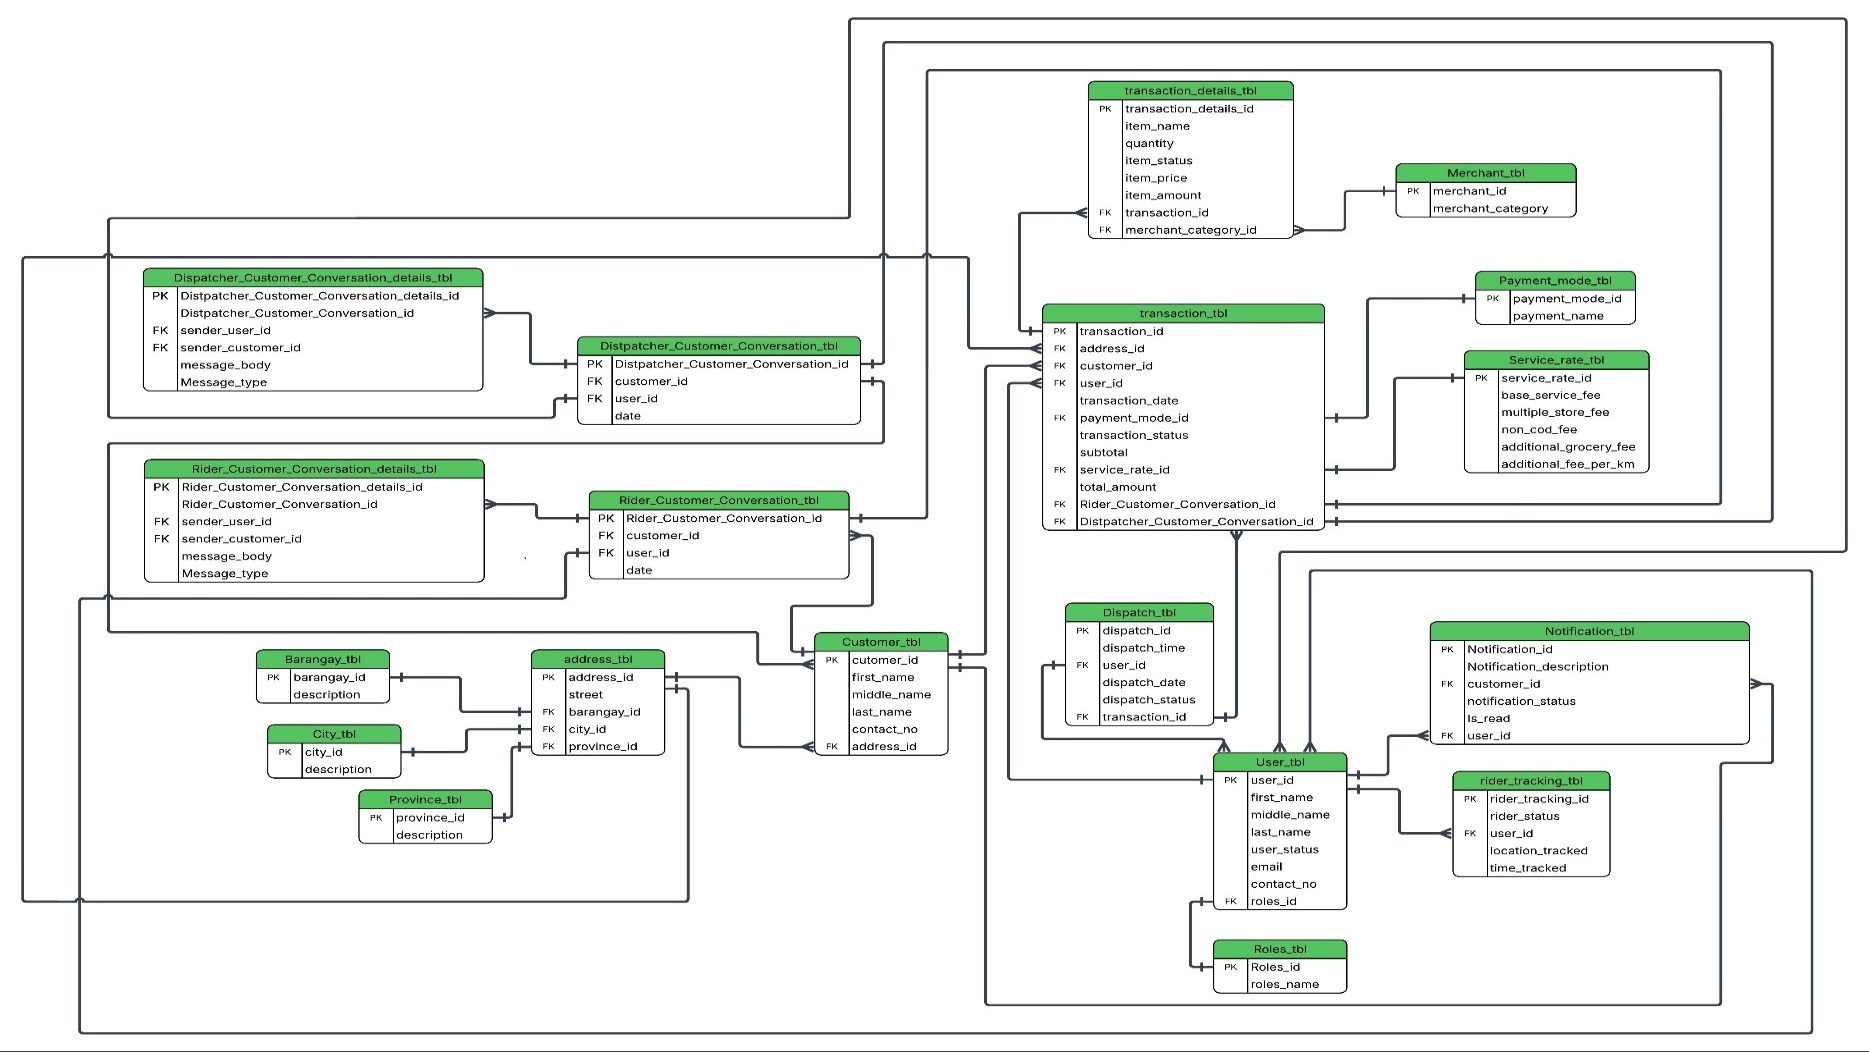 transaction_details_tbl
PK transaction_details_id
item_name
quantity
item_status
item_price
item_amount
FK transaction_id
FK merchant_category_id
Merchant_tbl
PK merchant_id
merchant_category
Dispatcher_Customer_Conversation_details_tbl
PK Distpatcher_Customer_Conversation_details_id
Distpatcher_Customer_Conversation_id
FK sender_user_id
FK sender_customer_id
message_body
Message_type
Distpatcher_Customer_Conversation_tbl
PK Distpatcher_Customer_Conversation_id
FK customer_id
FK user_id
date
transaction_tbl
PK transaction_id
FK address_id
FK customer_id
FK user_id
transaction_date
FK payment_mode_id
transaction_status
subtotal
FK service_rate_id
total_amount
FK Rider_Customer_Conversation_id
FK Distpatcher_Customer_Conversation_id
Payment_mode_tbl
PK payment_mode_id
payment_name
Service_rate_tbl
PK service_rate_id
base_service_fee
multiple_store_fee
non_cod_fee
additional_grocery_fee
additional_fee_per_km
Rider_Customer_Conversation_details_tbl
PK Rider_Customer_Conversation_details_id
Rider_Customer_Conversation_id
FK sender_user_id
FK sender_customer_id
message_body
Message_type
Rider_Customer_Conversation_tbl
PK Rider_Customer_Conversation_id
FK customer_id
FK user_id
date
Barangay_tbl
PK barangay_id
description
City_tbl
PK city_id
description
Province_tbl
PK province_id
description
address_tbl
PK address_id
street
FK barangay_id
FK city_id
FK province_id
Customer_tbl
PK cutomer_id
first_name
middle_name
last_name
contact_no
FK address_id
Dispatch_tbl
PK dispatch_id
dispatch_time
FK user_id
dispatch_date
dispatch_status
FK transaction_id
Notification_tbl
PK Notification_id
Notification_description
FK customer_id
notification_status
Is_read
FK user_id
User_tbl
PK user_id
first_name
middle_name
last_name
user_status
email
contact_no
FK roles_id
rider_tracking_tbl
PK rider_tracking_id
rider_status
FK user_id
location_tracked
time_tracked
Roles_tbl
PK Roles_id
roles_name